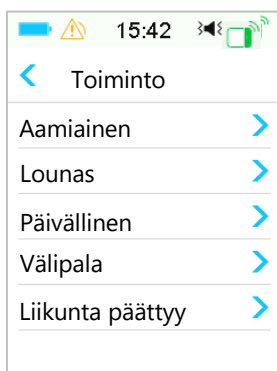 15:42
Toiminto
Aamiainen
Lounas
Päivällinen
Välipala
Liikunta päättyy